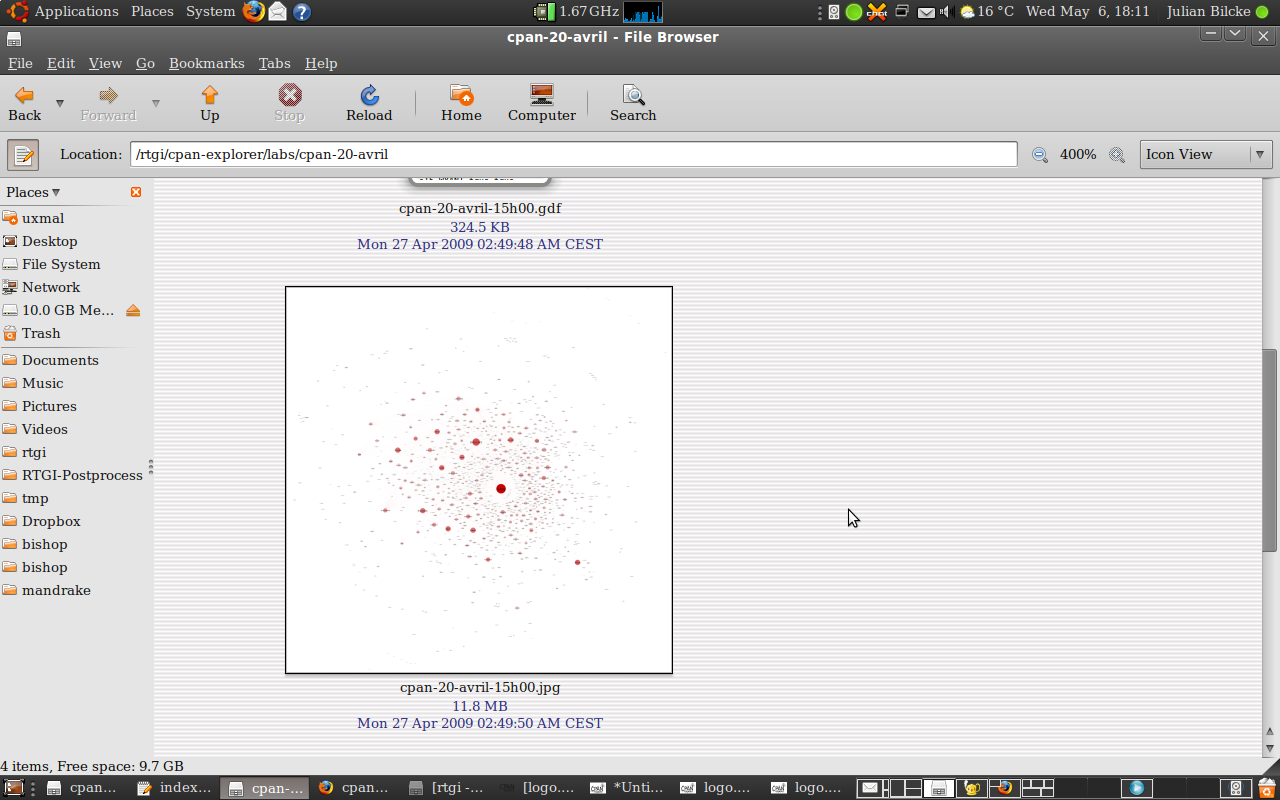 Applications Places System 1.67 GHz 16 °C Wed May 6, 18:11 Julian Bilcke
cpan-20-avril - File Browser
File Edit View Go Bookmarks Tabs Help
Back Forward Up Stop Reload Home Computer Search
Location: /rtgi/cpan-explorer/labs/cpan-20-avril 400% Icon View
Places
uxmal
Desktop
File System
Network
10.0 GB Me...
Trash
Documents
Music
Pictures
Videos
rtgi
RTGI-Postprocess
tmp
Dropbox
bishop
bishop
mandrake
cpan-20-avril-15h00.gdf
324.5 KB
Mon 27 Apr 2009 02:49:48 AM CEST
cpan-20-avril-15h00.jpg
11.8 MB
Mon 27 Apr 2009 02:49:50 AM CEST
4 items, Free space: 9.7 GB
cpan... index... cpan-... cpan... [rtgi -... [logo.... *Unti... logo.... logo....